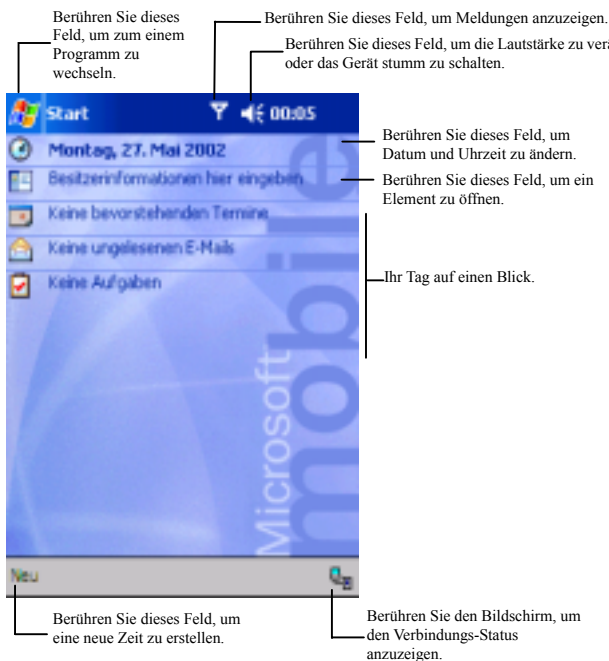 Berühren Sie dieses
Feld, um zum einem
Programm zu
wechseln.
Berühren Sie dieses Feld, um Meldungen anzuzeigen.
Berühren Sie dieses Feld, um die Lautstärke zu verä
oder das Gerät stumm zu schalten.
Start 00:05
Montag, 27. Mai 2002
Besitzerinformationen hier eingeben
Keine bevorstehenden Termine
Keine ungelesenen E-Mails
Keine Aufgaben
Microsoft
mobile
Berühren Sie dieses Feld, um
Datum und Uhrzeit zu ändern.
Berühren Sie dieses Feld, um ein
Element zu öffnen.
Ihr Tag auf einen Blick.
Neu
Berühren Sie dieses Feld, um
eine neue Zeit zu erstellen.
Berühren Sie den Bildschirm, um
den Verbindungs-Status
anzuzeigen.